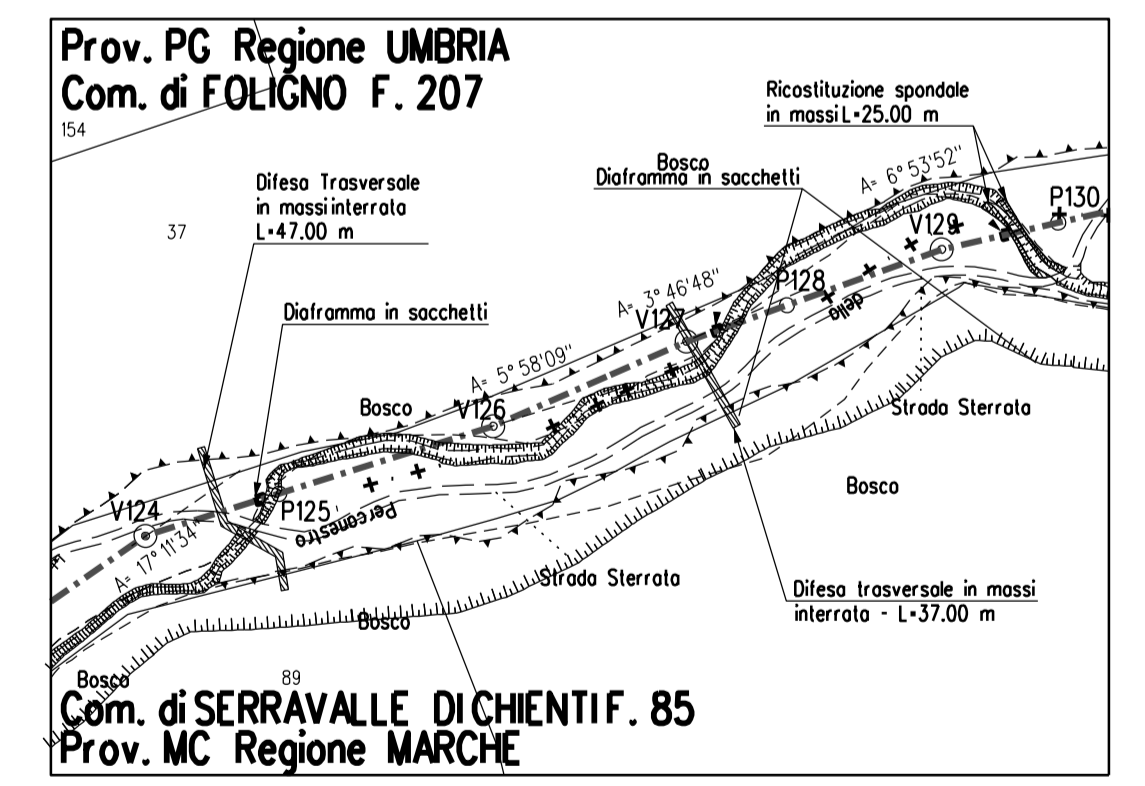 Prov. PG Regione UMBRIA
Com. di FOLIGNO F. 207
154
Ricostituzione spondale
in massi L=25.00 m
Bosco
Diaframma in sacchetti
A= 6° 53'52"
P130
Difesa Trasversale
in massi interrata
L=47.00 m
37
V129
P128
A= 3° 46'48"
dello
Diaframma in sacchetti
V127
A= 5° 58'09"
Bosco
V126
Strada Sterrata
Bosco
V124
P125
Perconestro
A= 17° 11'34"
Strada Sterrata
Difesa trasversale in massi
interrata - L=37.00 m
Bosco
Bosco
89
Com. di SERRAVALLE DI CHIENTI F. 85
Prov. MC Regione MARCHE